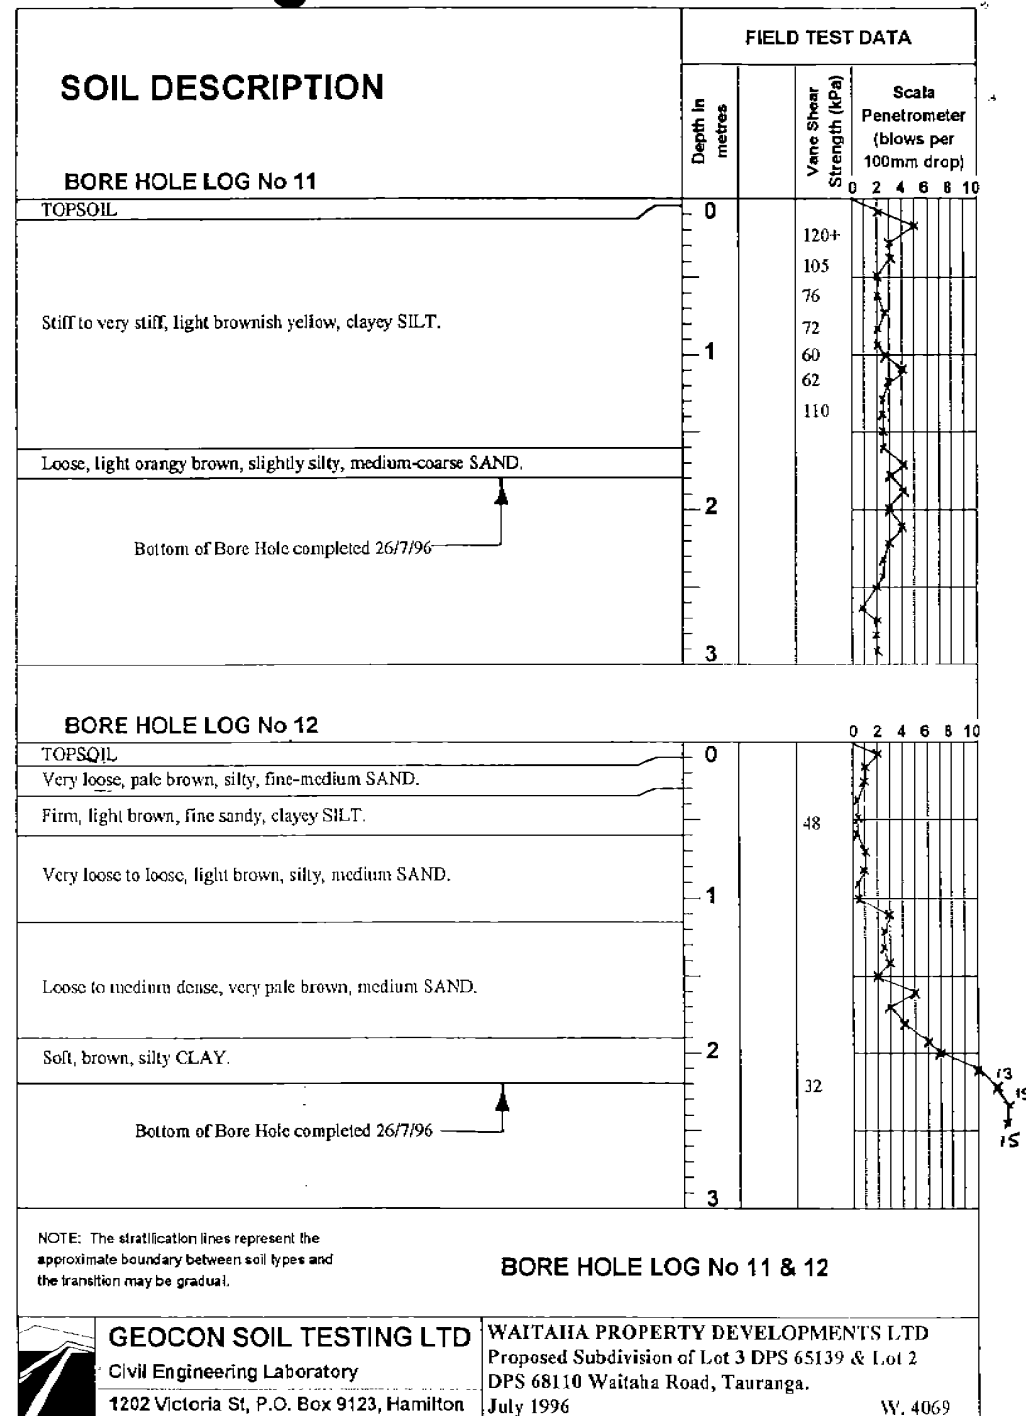 FIELD TEST DATA
SOIL DESCRIPTION
Depth in
metres
Vane Shear
Strength (kPa)
Scala
Penetrometer
(blows per
100mm drop)
BORE HOLE LOG No 11
0 2 4 6 8 10
TOPSOIL
0
120+
105
76
Stiff to very stiff, light brownish yellow, clayey SILT.
72
1
60
62
110
Loose, light orangy brown, slightly silty, medium-coarse SAND.
2
Bottom of Bore Hole completed 26/7/96
3
BORE HOLE LOG No 12
0 2 4 6 8 10
TOPSOIL
0
Very loose, pale brown, silty, fine-medium SAND.
Firm, light brown, fine sandy, clayey SILT.
48
Very loose to loose, light brown, silty, medium SAND.
1
Loose to medium dense, very pale brown, medium SAND.
2
Soft, brown, silty CLAY.
13
32
Bottom of Bore Hole completed 26/7/96
15
3
NOTE: The stratification lines represent the
approximate boundary between soil types and
the transition may be gradual.
BORE HOLE LOG No 11 & 12
GEOCON SOIL TESTING LTD
Civil Engineering Laboratory
1202 Victoria St, P.O. Box 9123, Hamilton
WAITAHA PROPERTY DEVELOPMENTS LTD
Proposed Subdivision of Lot 3 DPS 65139 & Lot 2
DPS 68110 Waitaha Road, Tauranga.
July 1996 W. 4069